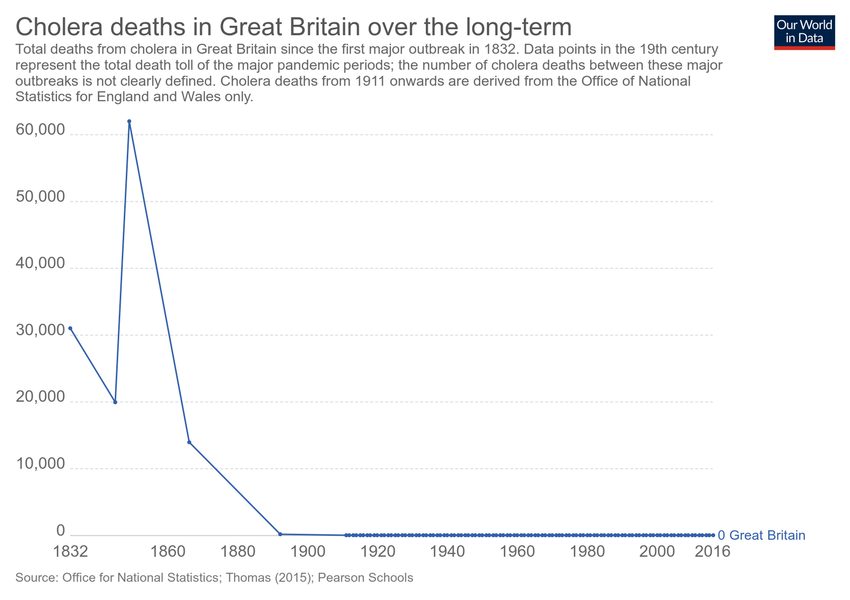 Cholera deaths in Great Britain over the long-term
Our World
in Data
Total deaths from cholera in Great Britain since the first major outbreak in 1832. Data points in the 19th century
represent the total death toll of the major pandemic periods; the number of cholera deaths between these major
outbreaks is not clearly defined. Cholera deaths from 1911 onwards are derived from the Office of National
Statistics for England and Wales only.
60,000
50,000
40,000
30,000
20,000
10,000
0
0 Great Britain
1832 1860 1880 1900 1920 1940 1960 1980 2000 2016
Source: Office for National Statistics; Thomas (2015); Pearson Schools